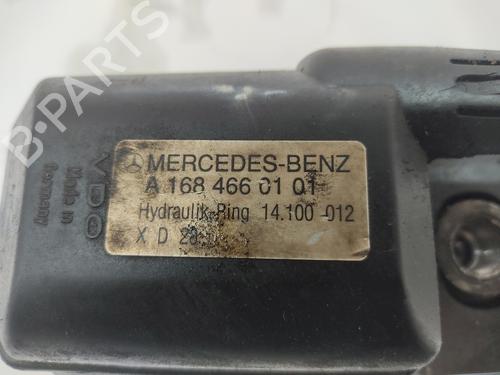 B-PARTS
MERCEDES-BENZ
A 168 466 01 01
Hydraulik-Ring 14.100-012
X D
VDO
Made in
Germany